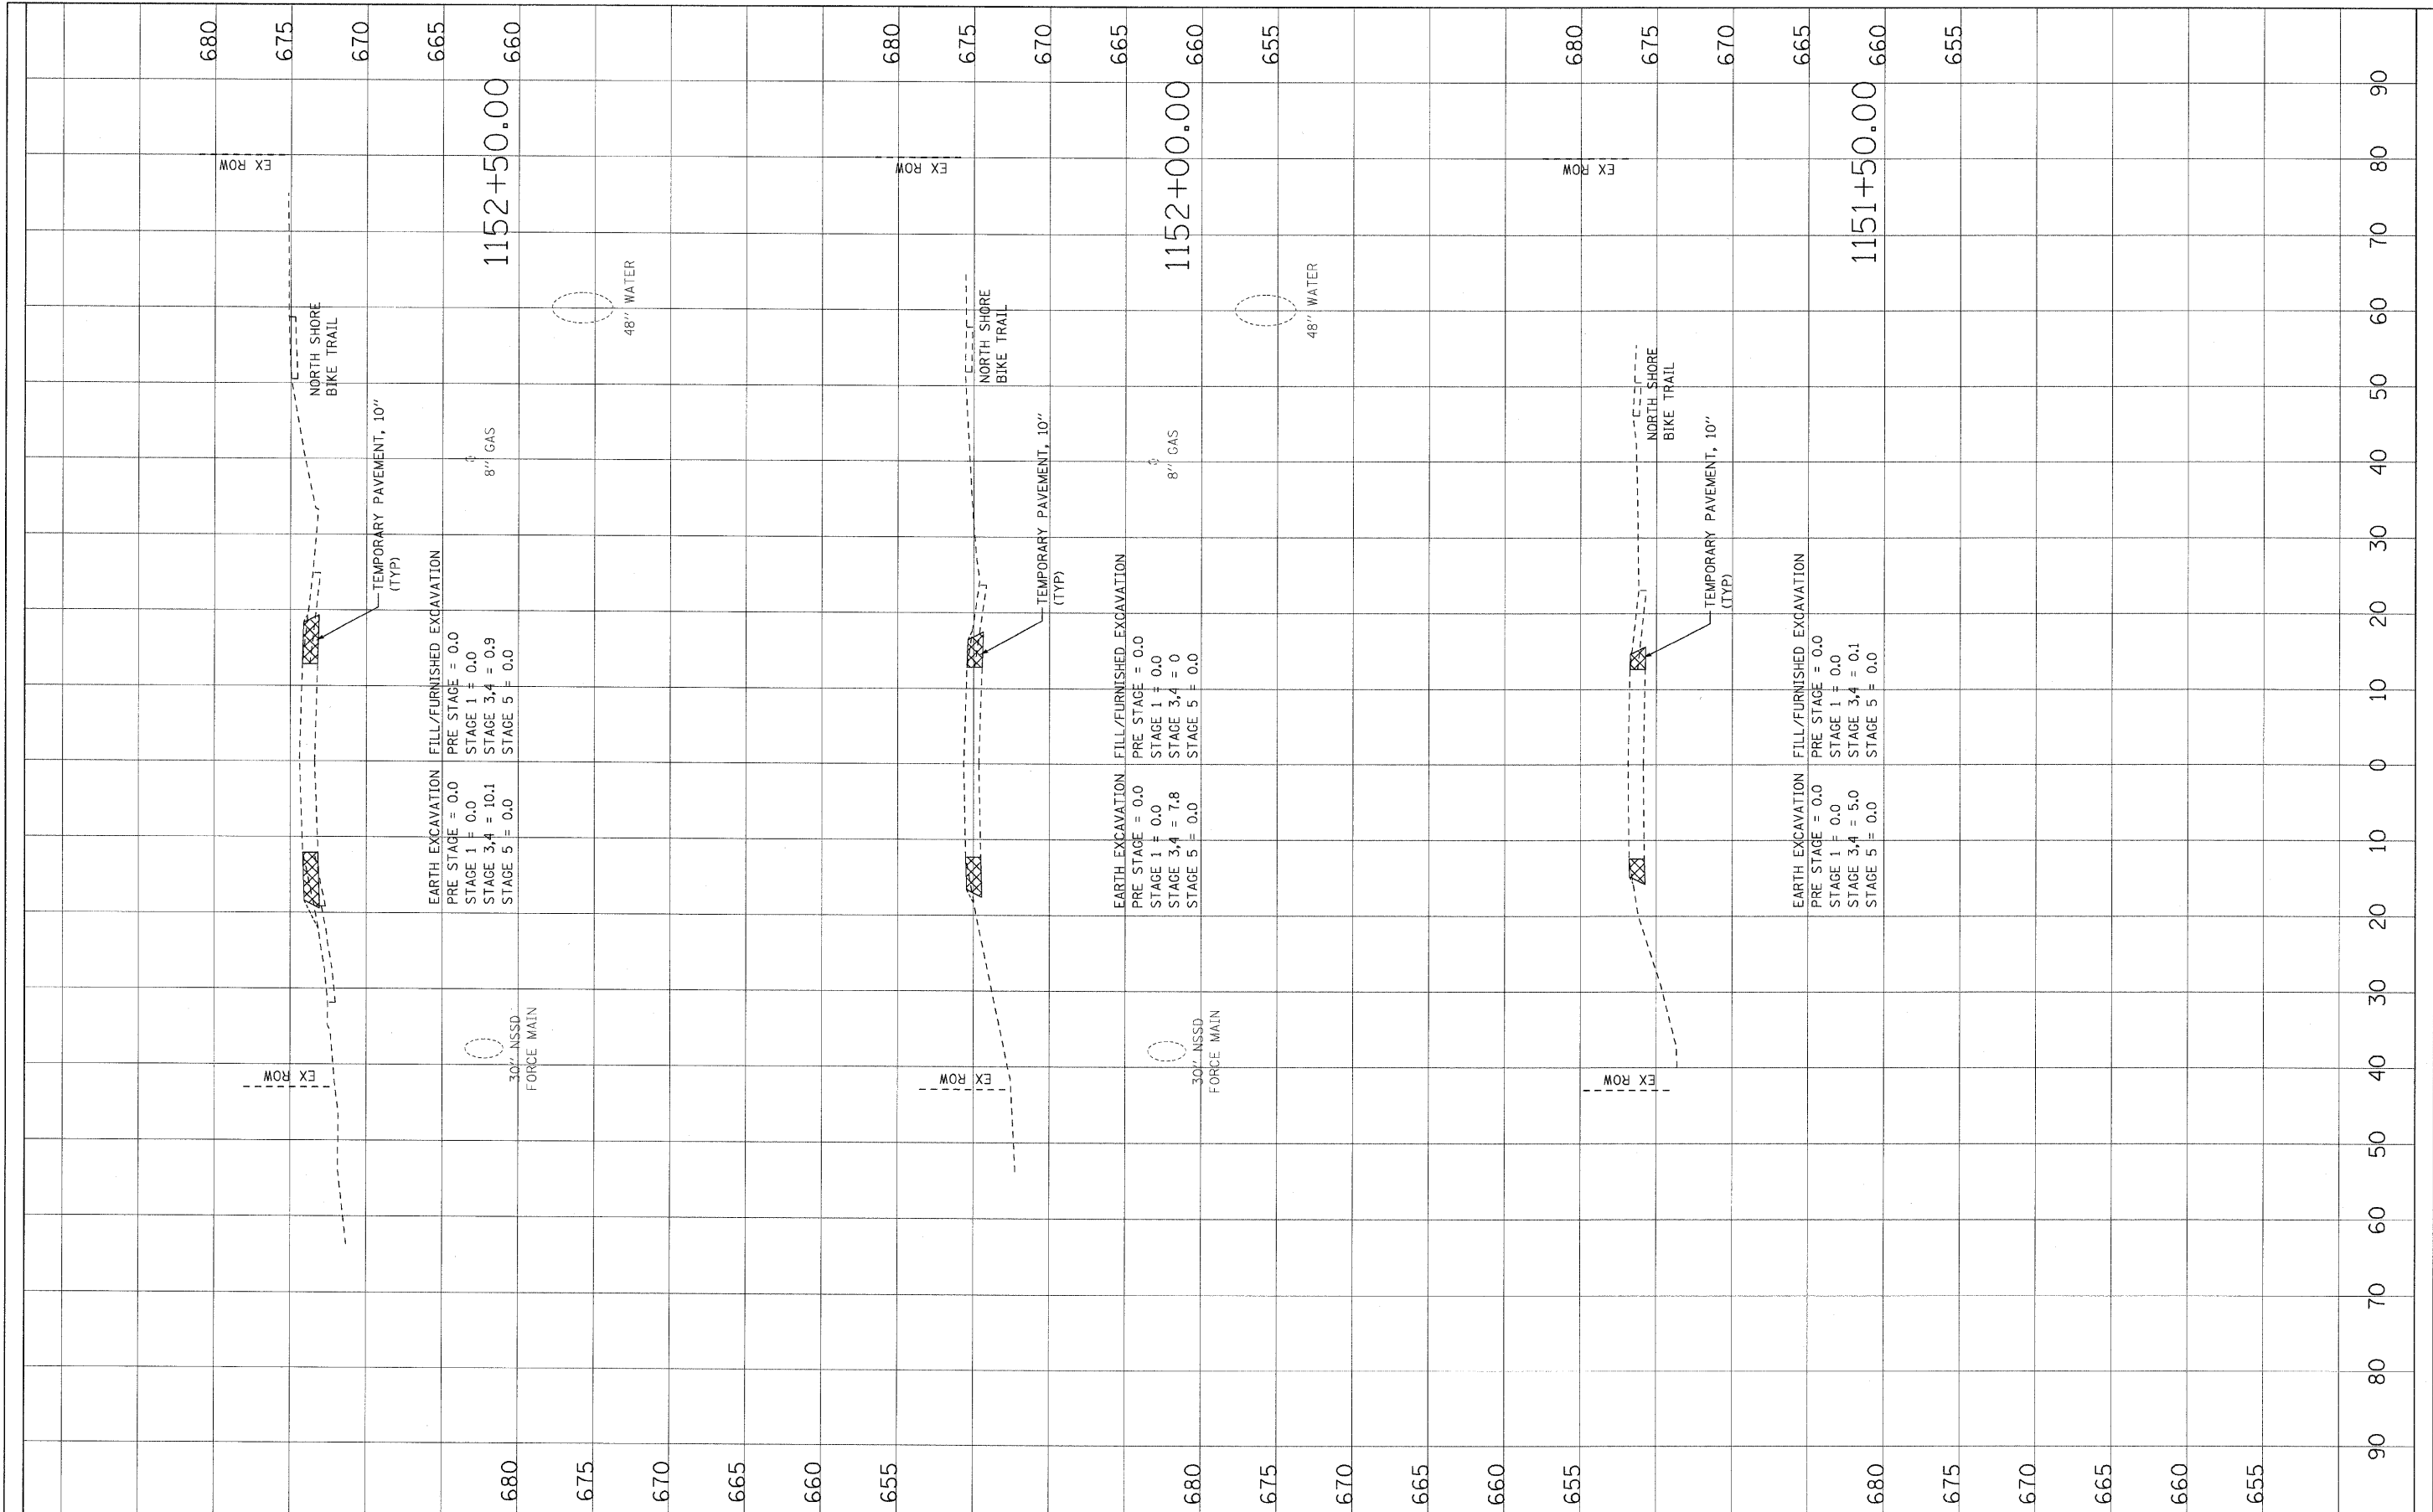 680
675
670
665
660
EX ROW
1152+50.00
48'' WATER
NORTH SHORE
BIKE TRAIL
8'' GAS
TEMPORARY PAVEMENT, 10''
(TYP)
EARTH EXCAVATION
PRE STAGE = 0.0
STAGE 1 = 0.0
STAGE 3,4 = 10.1
STAGE 5 = 0.0
FILL/FURNISHED EXCAVATION
PRE STAGE = 0.0
STAGE 1 = 0.0
STAGE 3,4 = 0.9
STAGE 5 = 0.0
30'' NSSD
FORCE MAIN
EX ROW
680
675
670
665
655
680
675
670
665
660
655
EX ROW
1152+00.00
48'' WATER
NORTH SHORE
BIKE TRAIL
8'' GAS
TEMPORARY PAVEMENT, 10''
(TYP)
EARTH EXCAVATION
PRE STAGE = 0.0
STAGE 1 = 0.0
STAGE 3,4 = 7.8
STAGE 5 = 0.0
FILL/FURNISHED EXCAVATION
PRE STAGE = 0.0
STAGE 1 = 0.0
STAGE 3,4 = 0
STAGE 5 = 0.0
30'' NSSD
FORCE MAIN
EX ROW
680
675
670
665
660
655
680
675
670
665
660
655
EX ROW
1151+50.00
NORTH SHORE
BIKE TRAIL
TEMPORARY PAVEMENT, 10''
(TYP)
EARTH EXCAVATION
PRE STAGE = 0.0
STAGE 1 = 0.0
STAGE 3,4 = 5.0
STAGE 5 = 0.0
FILL/FURNISHED EXCAVATION
PRE STAGE = 0.0
STAGE 1 = 0.0
STAGE 3,4 = 0.1
STAGE 5 = 0.0
EX ROW
680
675
670
665
660
655
90
80
70
60
50
40
30
20
10
0
10
20
30
40
50
60
70
80
90